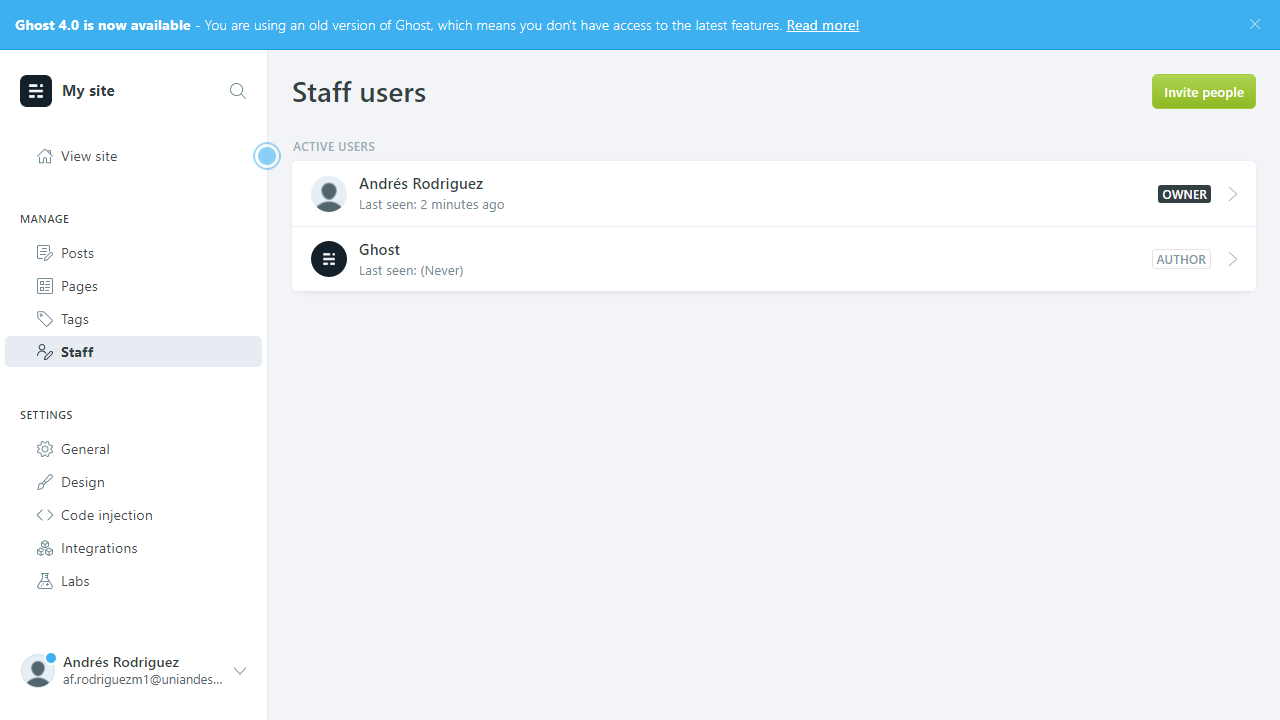 Ghost 4.0 is now available - You are using an old version of Ghost, which means you don't have access to the latest features. Read more!
My site
View site
MANAGE
Posts
Pages
Tags
Staff
SETTINGS
General
Design
Code injection
Integrations
Labs
Andrés Rodriguez
af.rodriguezm1@uniandes...
Staff users
Invite people
ACTIVE USERS
Andrés Rodriguez
Last seen: 2 minutes ago
OWNER
Ghost
Last seen: (Never)
AUTHOR